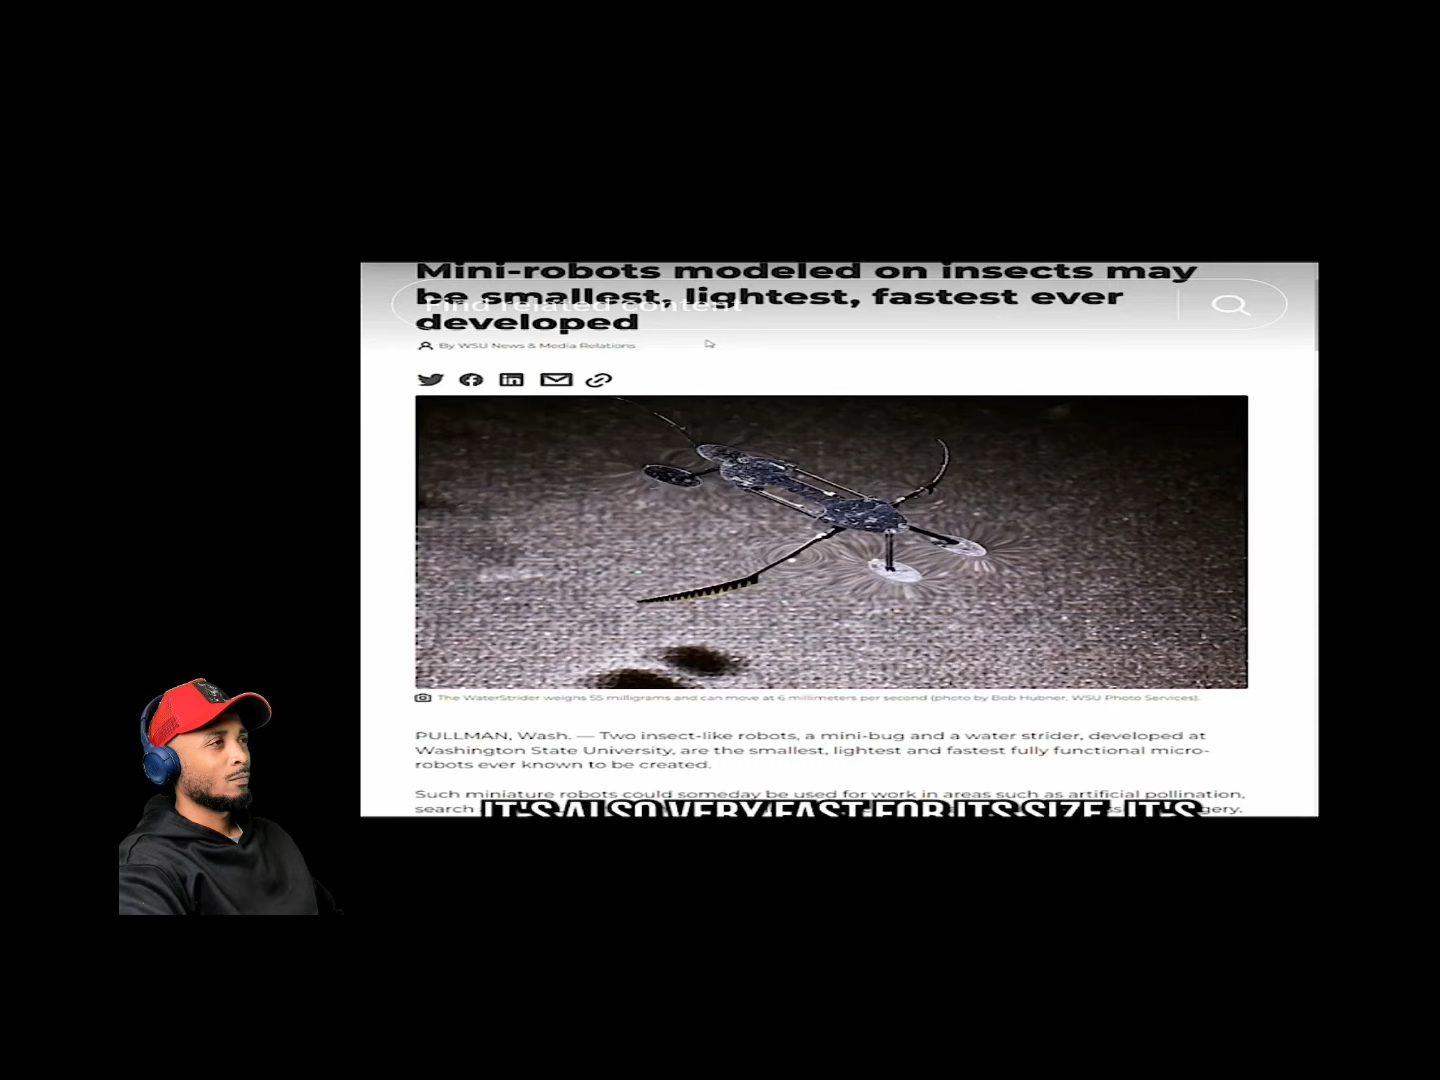 Mini-robots modeled on insects may
be smallest, lightest, fastest ever
Find related content
developed
By WSU News & Media Relations
The WaterStrider weighs 55 milligrams and can move at 6 millimeters per second (photo by Bob Hubner, WSU Photo Services).
PULLMAN, Wash. — Two insect-like robots, a mini-bug and a water strider, developed at
Washington State University, are the smallest, lightest and fastest fully functional micro-
robots ever known to be created.
Such miniature robots could someday be used for work in areas such as artificial pollination,
search
IT'S ALSO VERY FAST FOR ITS SIZE. IT'S